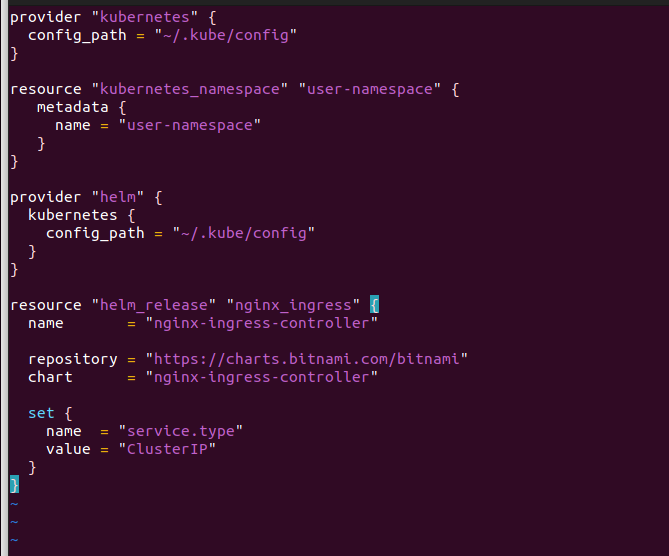 provider "kubernetes" {
  config_path = "~/.kube/config"
}

resource "kubernetes_namespace" "user-namespace" {
   metadata {
     name = "user-namespace"
   }
}

provider "helm" {
  kubernetes {
    config_path = "~/.kube/config"
  }
}

resource "helm_release" "nginx_ingress" {
  name       = "nginx-ingress-controller"

  repository = "https://charts.bitnami.com/bitnami"
  chart      = "nginx-ingress-controller"

  set {
    name  = "service.type"
    value = "ClusterIP"
  }
}
~
~
~